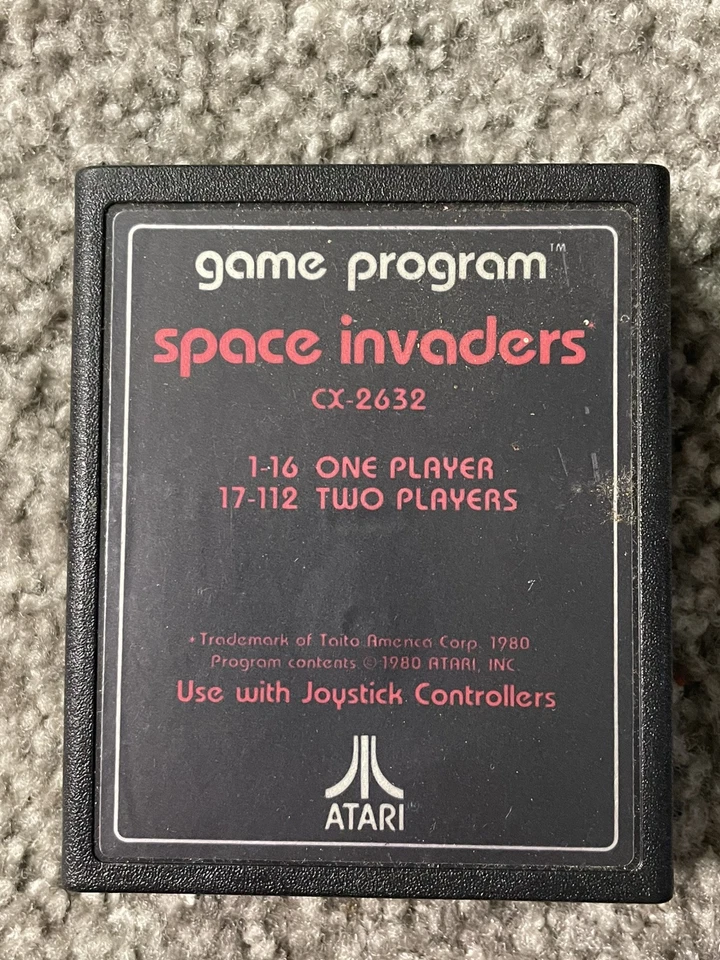 game program™
space invaders*
CX-2632
1-16 ONE PLAYER
17-112 TWO PLAYERS
* Trademark of Taito America Corp. 1980.
Program contents © 1980 ATARI, INC.
Use with Joystick Controllers
ATARI